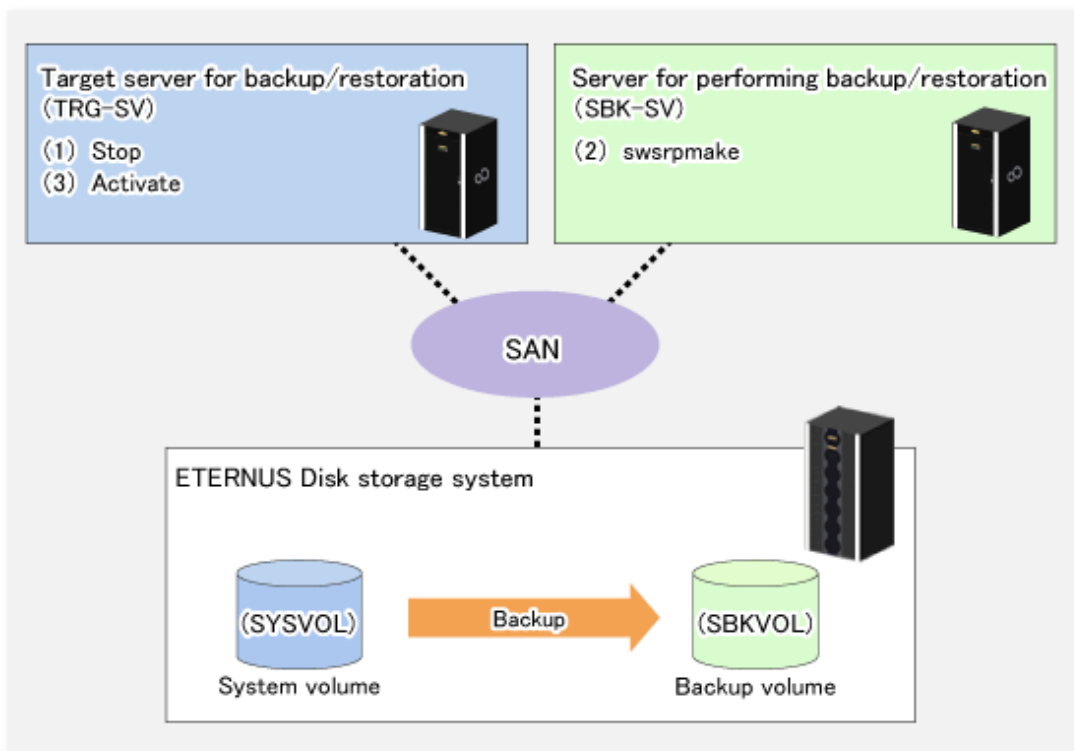 Target server for backup/restoration
(TRG-SV)
(1) Stop
(3) Activate
Server for performing backup/restoration
(SBK-SV)
(2) swsrpmake
SAN
ETERNUS Disk storage system
(SYSVOL)
System volume
Backup
(SBKVOL)
Backup volume